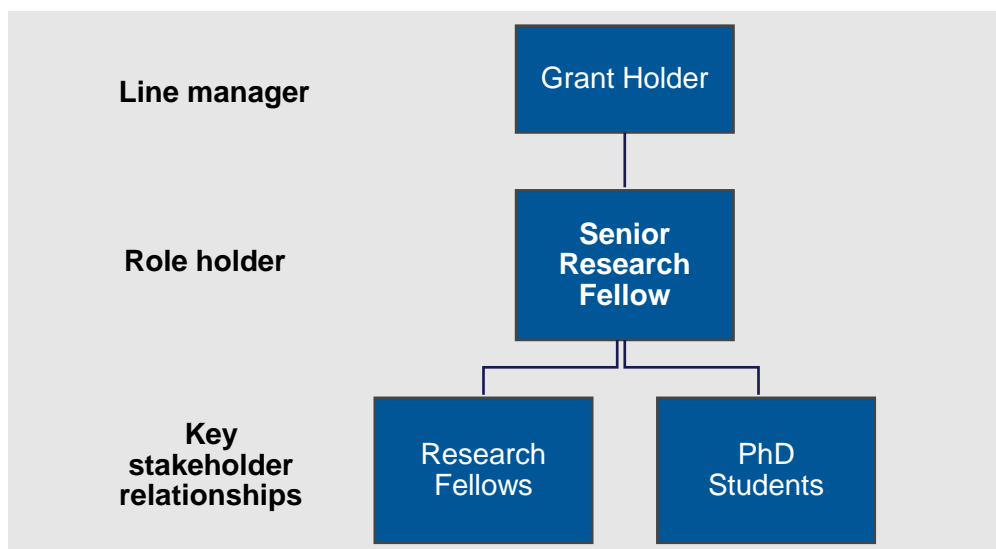 Line manager
Grant Holder
Role holder
Senior
Research
Fellow
Key
stakeholder
relationships
Research
Fellows
PhD
Students